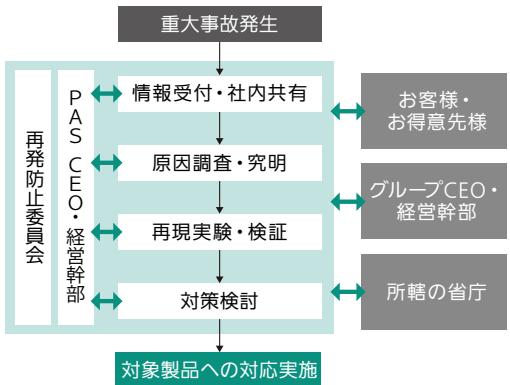 重大事故発生
再発防止委員会
PAS CEO・経営幹部
情報受付・社内共有
原因調査・究明
再現実験・検証
対策検討
お客様・
お得意先様
グループCEO・
経営幹部
所轄の省庁
対象製品への対応実施